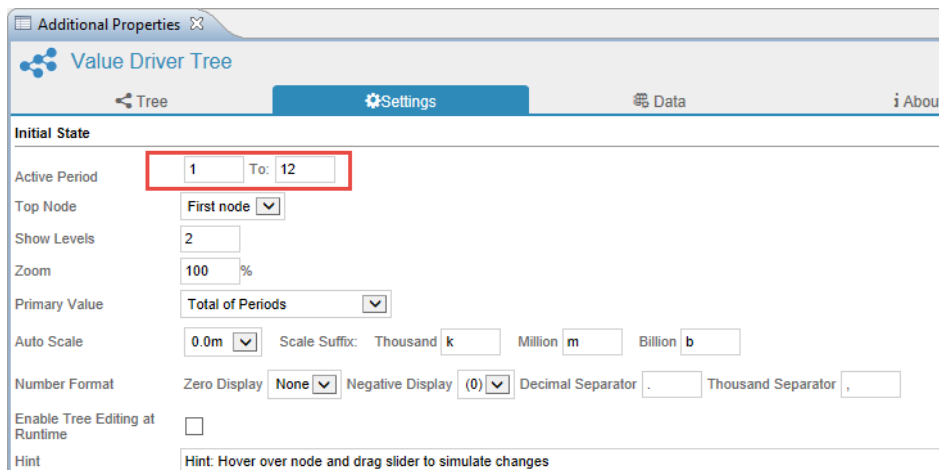 Additional Properties
Value Driver Tree
Tree Settings Data i Abou
Initial State
Active Period 1 To: 12
Top Node First node
Show Levels 2
Zoom 100 %
Primary Value Total of Periods
Auto Scale 0.0m Scale Suffix: Thousand k Million m Billion b
Number Format Zero Display None Negative Display (0) Decimal Separator . Thousand Separator ,
Enable Tree Editing at
Runtime
Hint Hint: Hover over node and drag slider to simulate changes